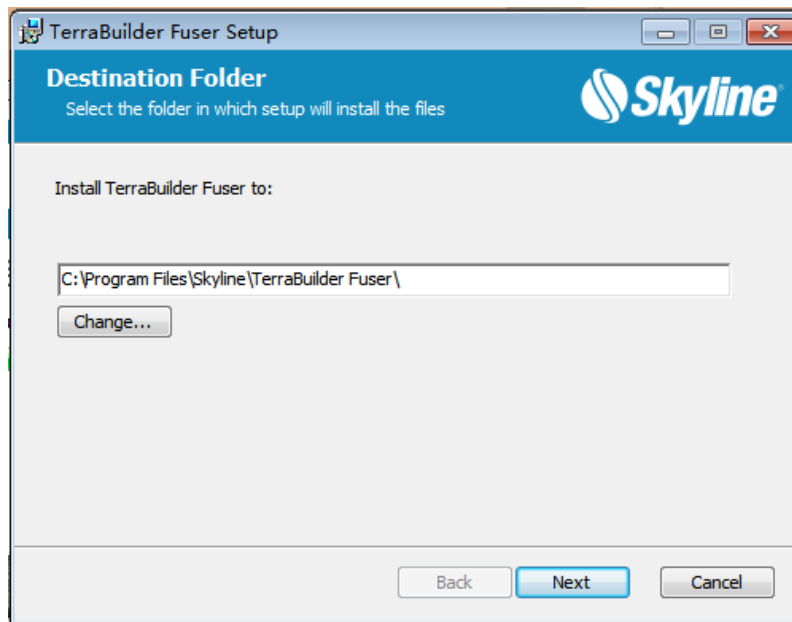 TerraBuilder Fuser Setup
Destination Folder
Select the folder in which setup will install the files
Skyline
Install TerraBuilder Fuser to:
C:\Program Files\Skyline\TerraBuilder Fuser\
Change...
Back
Next
Cancel